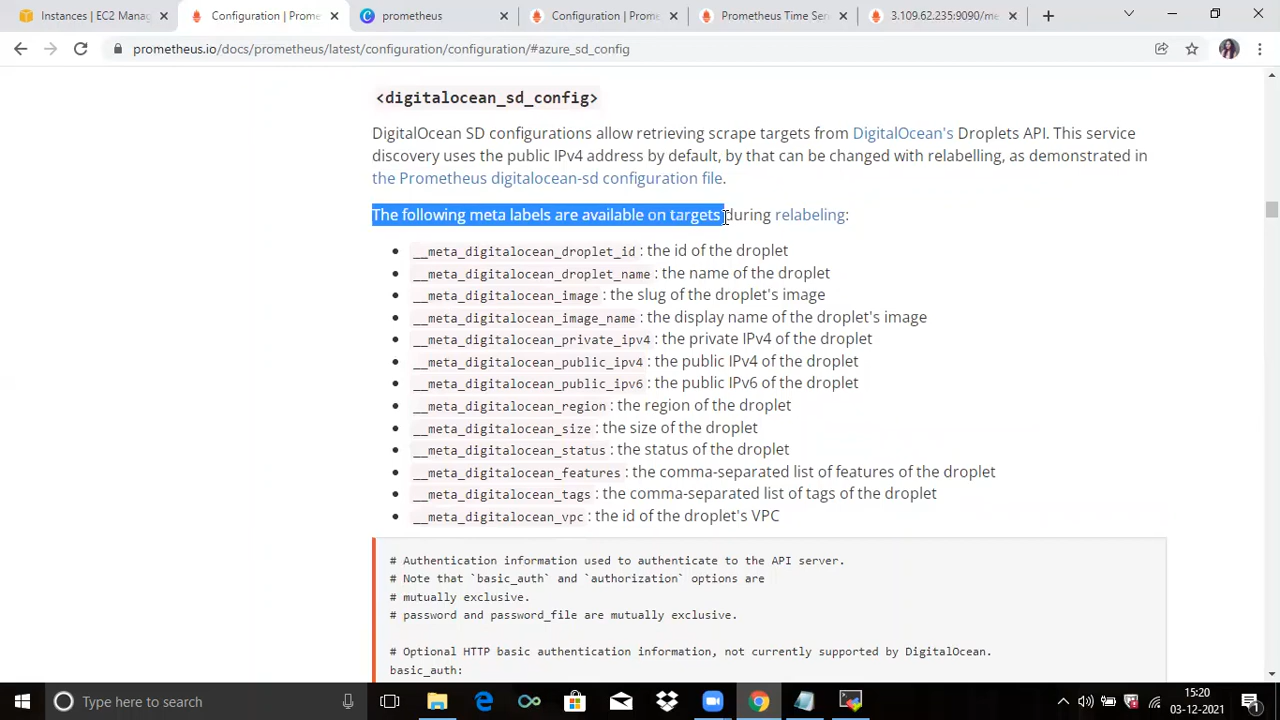 Instances | EC2 Manag
Configuration | Prome
prometheus
Configuration | Prom
Prometheus Time Serv
3.109.62.235:9090/me
prometheus.io/docs/prometheus/latest/configuration/configuration/#azure_sd_config
<digitalocean_sd_config>
DigitalOcean SD configurations allow retrieving scrape targets from DigitalOcean's Droplets API. This service
discovery uses the public IPv4 address by default, by that can be changed with relabelling, as demonstrated in
the Prometheus digitalocean-sd configuration file.
The following meta labels are available on targets during relabeling:
• __meta_digitalocean_droplet_id : the id of the droplet
• __meta_digitalocean_droplet_name : the name of the droplet
• __meta_digitalocean_image : the slug of the droplet's image
• __meta_digitalocean_image_name : the display name of the droplet's image
• __meta_digitalocean_private_ipv4 : the private IPv4 of the droplet
• __meta_digitalocean_public_ipv4 : the public IPv4 of the droplet
• __meta_digitalocean_public_ipv6 : the public IPv6 of the droplet
• __meta_digitalocean_region : the region of the droplet
• __meta_digitalocean_size : the size of the droplet
• __meta_digitalocean_status : the status of the droplet
• __meta_digitalocean_features : the comma-separated list of features of the droplet
• __meta_digitalocean_tags : the comma-separated list of tags of the droplet
• __meta_digitalocean_vpc : the id of the droplet's VPC
# Authentication information used to authenticate to the API server.
# Note that `basic_auth` and `authorization` options are
# mutually exclusive.
# password and password_file are mutually exclusive.
# Optional HTTP basic authentication information, not currently supported by DigitalOcean.
basic_auth:
Type here to search
15:20
03-12-2021
1